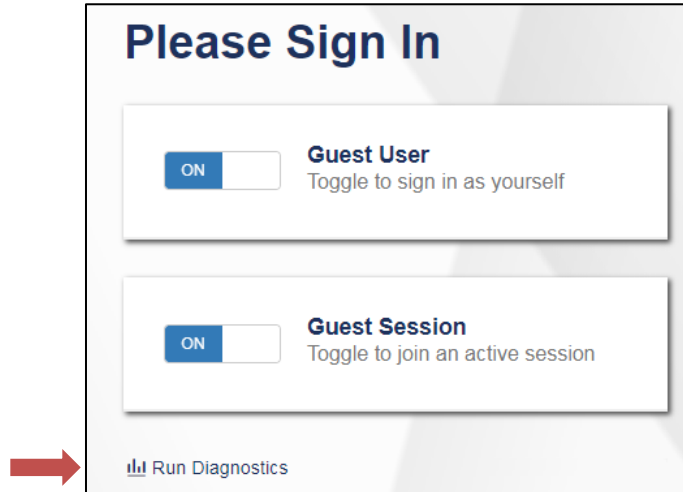 Please Sign In
ON
Guest User
Toggle to sign in as yourself
ON
Guest Session
Toggle to join an active session
Run Diagnostics